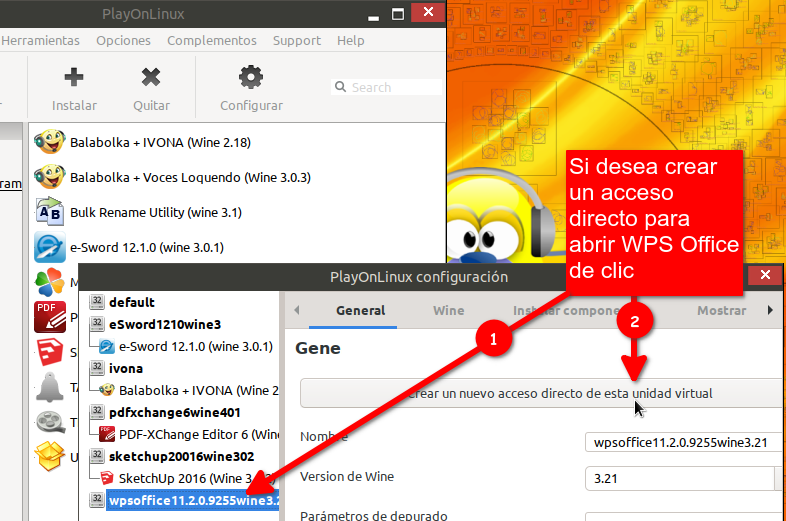 PlayOnLinux
Herramientas Opciones Complementos Support Help
Instalar Quitar Configurar Search
Balabolka + IVONA (Wine 2.18)
Balabolka + Voces Loquendo (Wine 3.0.3)
Bulk Rename Utility (wine 3.1)
e-Sword 12.1.0 (wine 3.0.1)
Si desea crear
un acceso
directo para
abrir WPS Office
de clic
PlayOnLinux configuración
default
eSword1210wine3
e-Sword 12.1.0 (wine 3.0.1)
ivona
Balabolka + IVONA (Wine 2
pdfxchange6wine401
PDF-XChange Editor 6 (Win
sketchup20016wine302
SketchUp 2016 (Wine 3
wpsoffice11.2.0.9255wine3.2
General Wine Instalar compone Mostrar
1
2
Gene
Crear un nuevo acceso directo de esta unidad virtual
Nombre
wpsoffice11.2.0.9255wine3.21
Version de Wine
3.21
Parámetros de depurado